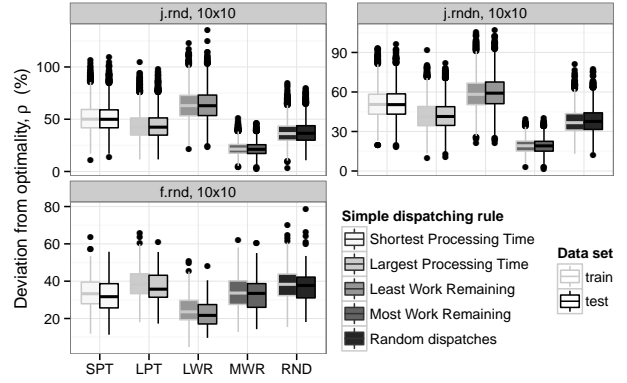 j.rnd, 10x10
j.rndn, 10x10
Deviation from optimality, ρ (%)
100
50
0
90
60
30
0
f.rnd, 10x10
80
60
40
20
SPT
LPT
LWR
MWR
RND
Simple dispatching rule
Shortest Processing Time
Largest Processing Time
Least Work Remaining
Most Work Remaining
Random dispatches
Data set
train
test